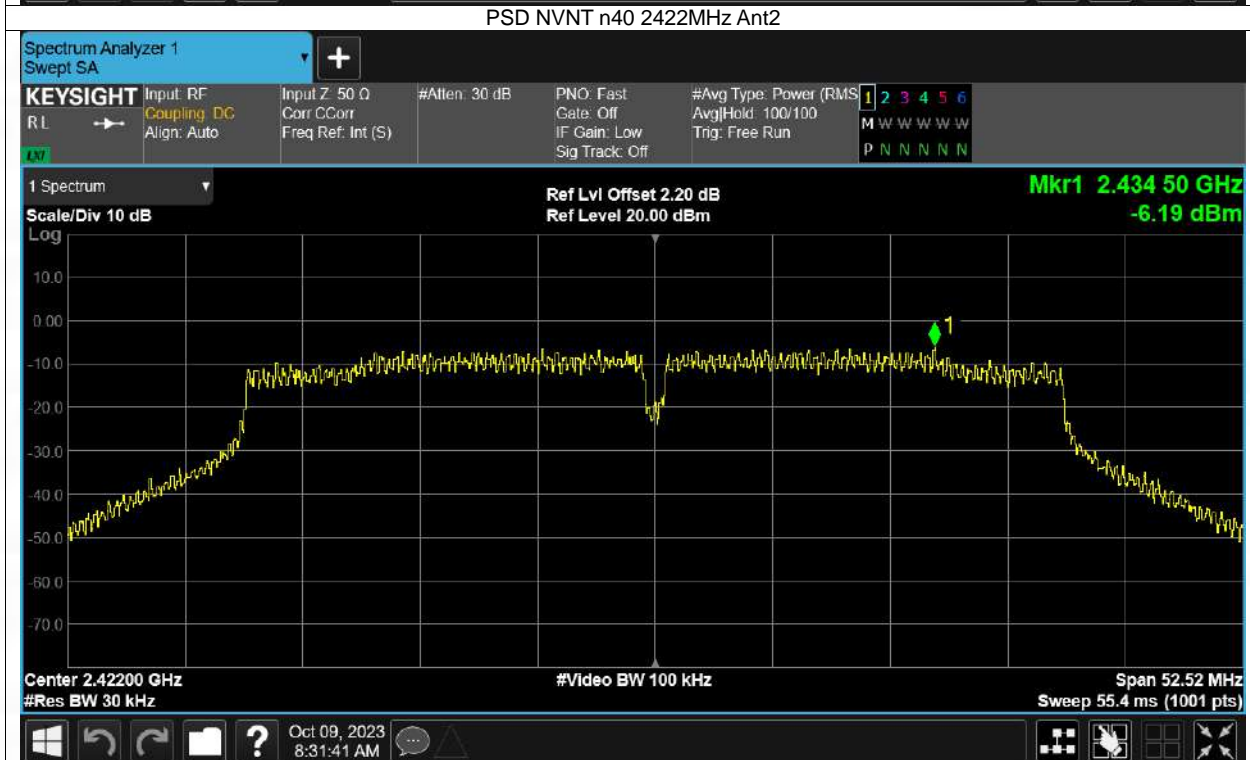 PSD NVNT n40 2422MHz Ant2
Spectrum Analyzer 1
Swept SA
+
KEYSIGHT
RL
LXI
Input: RF
Coupling: DC
Align: Auto
Input Z: 50 Ω
Corr CCorr
Freq Ref: Int (S)
#Atten: 30 dB
PNO: Fast
Gate: Off
IF Gain: Low
Sig Track: Off
#Avg Type: Power (RMS
Avg|Hold: 100/100
Trig: Free Run
1 2 3 4 5 6
M W W W W W
P N N N N N
1 Spectrum
Scale/Div 10 dB
Log
Ref Lvl Offset 2.20 dB
Ref Level 20.00 dBm
Mkr1 2.434 50 GHz
-6.19 dBm
10.0
0.00
-10.0
-20.0
-30.0
-40.0
-50.0
-60.0
-70.0
1
Center 2.42200 GHz
#Res BW 30 kHz
#Video BW 100 kHz
Span 52.52 MHz
Sweep 55.4 ms (1001 pts)
?
Oct 09, 2023
8:31:41 AM